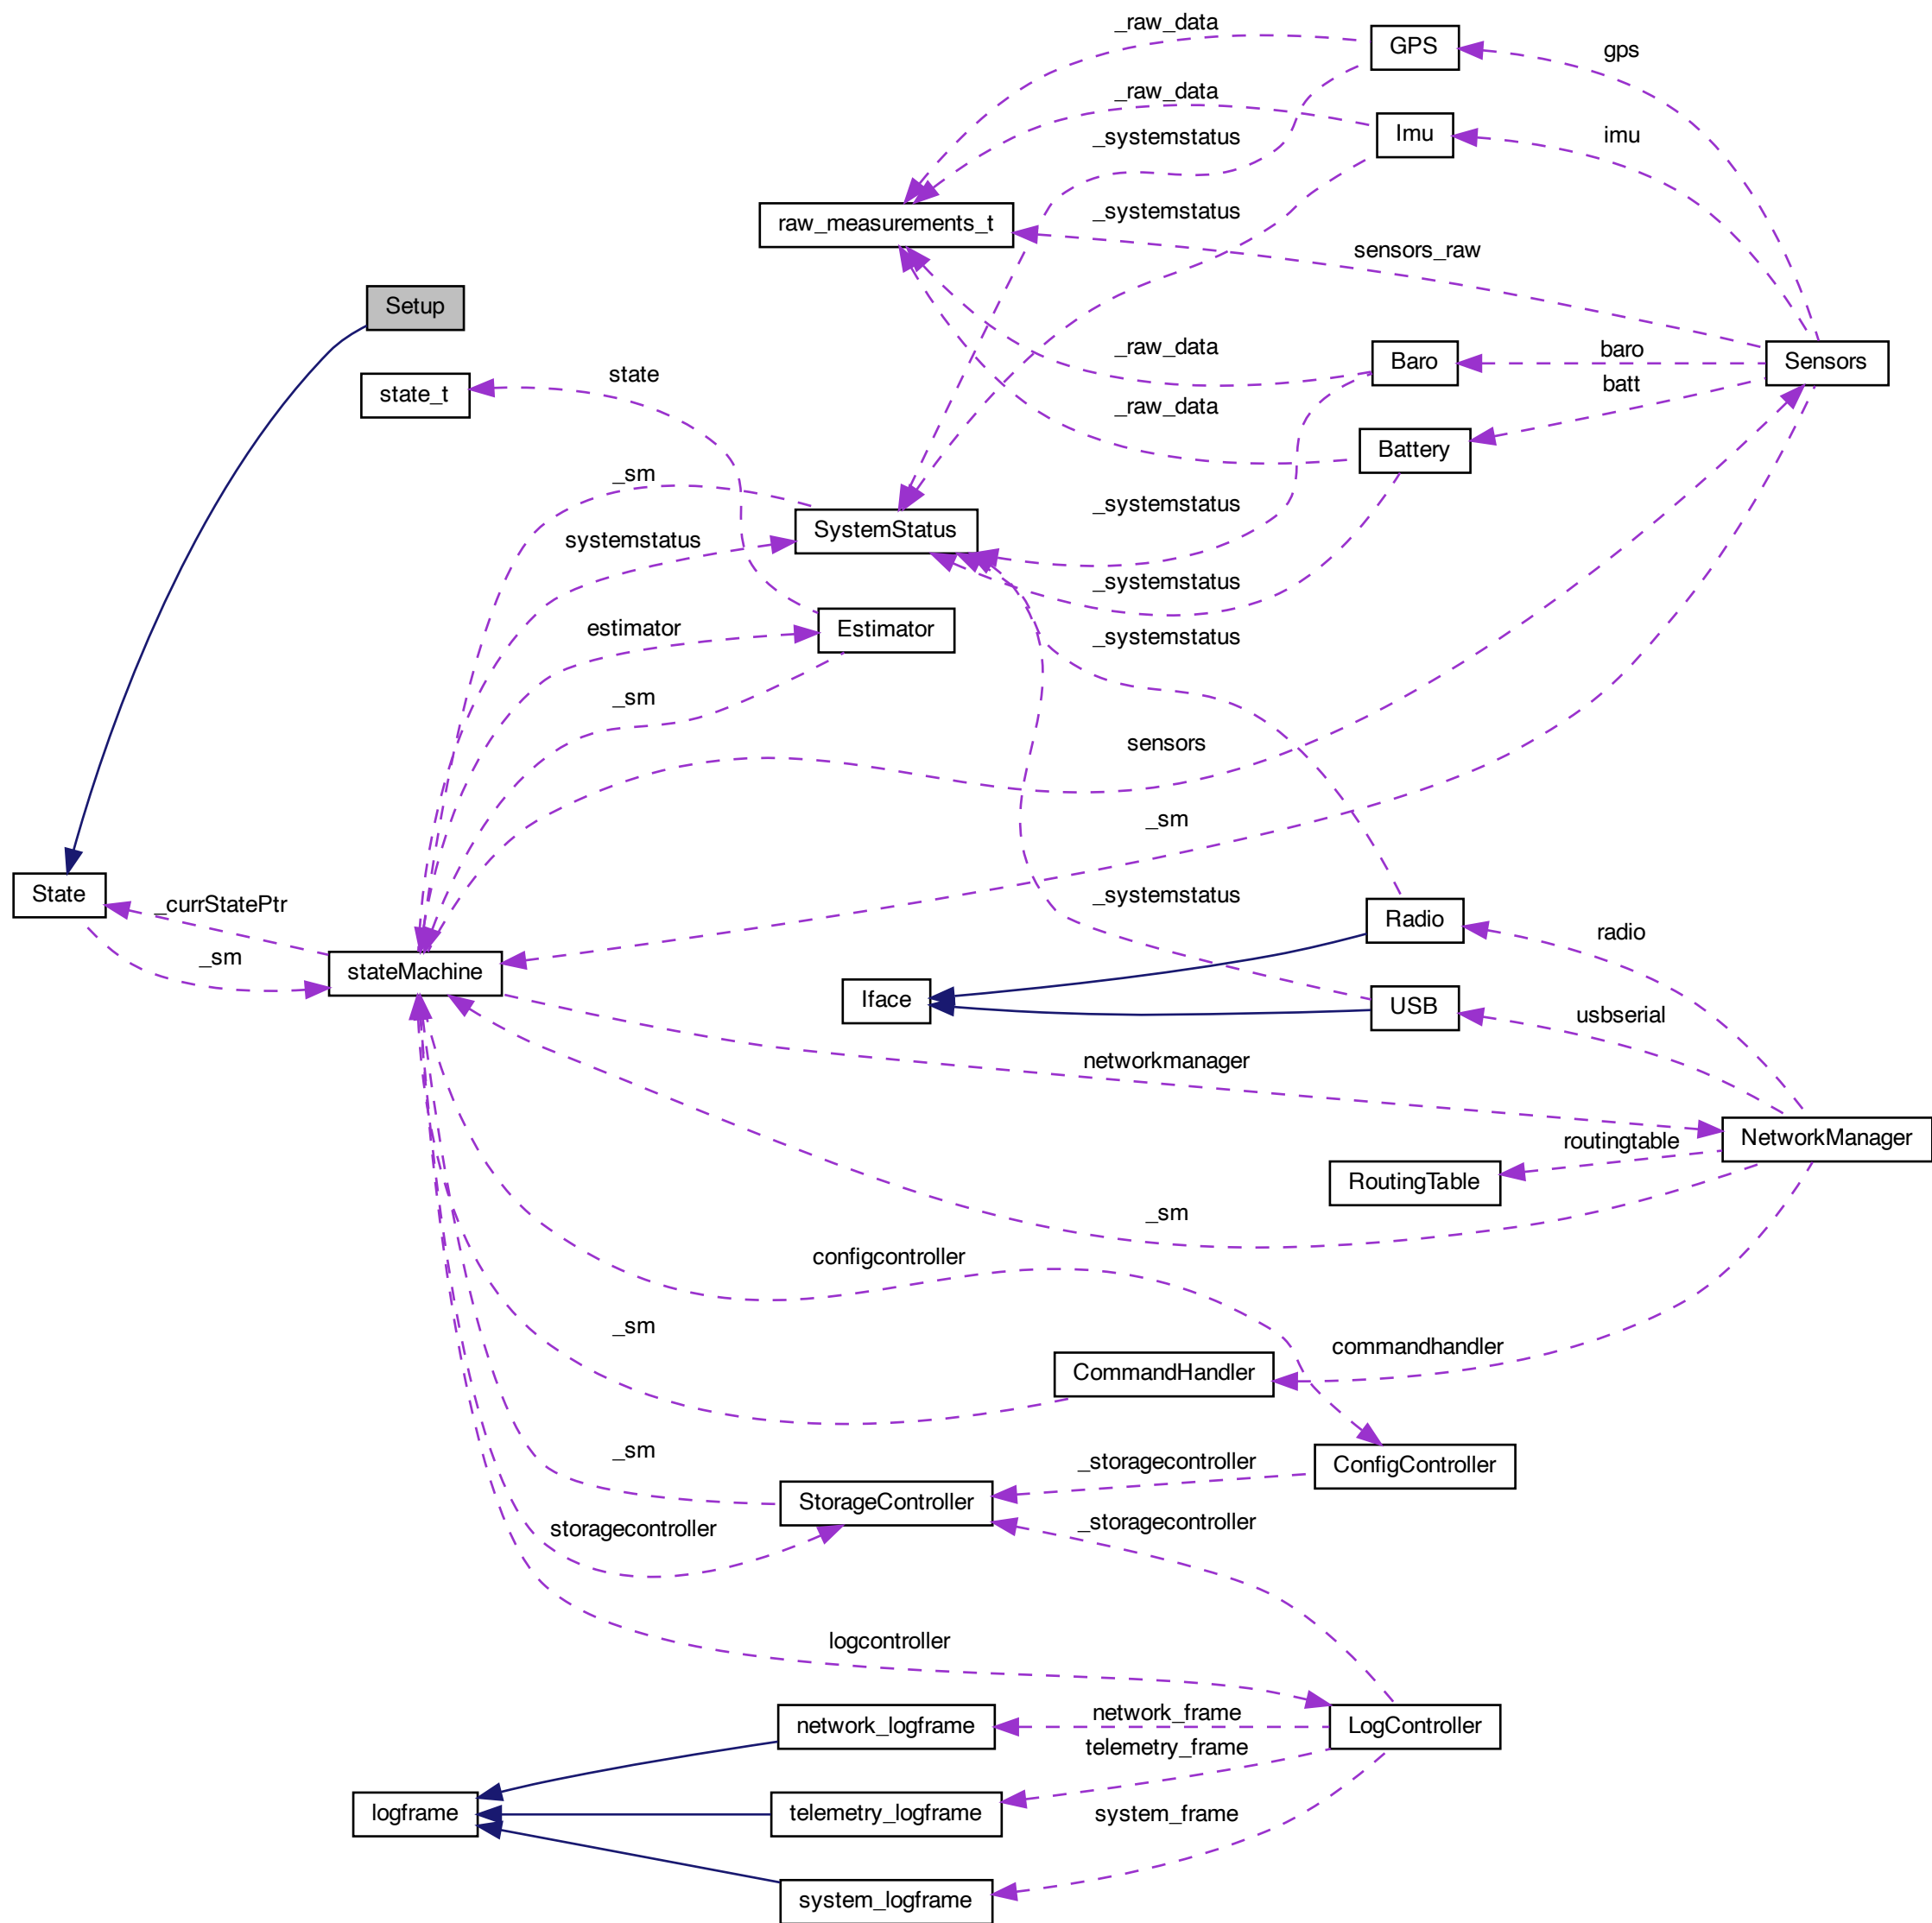 _raw_data
GPS
gps
_raw_data
Imu
imu
_systemstatus
_systemstatus
raw_measurements_t
sensors_raw
Setup
_raw_data
Baro
baro
Sensors
state
state_t
batt
_raw_data
Battery
_sm
_systemstatus
SystemStatus
systemstatus
_systemstatus
estimator
Estimator
_systemstatus
_sm
sensors
_sm
State
_currStatePtr
_systemstatus
Radio
radio
_sm
stateMachine
Iface
USB
usbserial
networkmanager
NetworkManager
routingtable
RoutingTable
_sm
configcontroller
_sm
commandhandler
CommandHandler
_sm
_storagecontroller
ConfigController
StorageController
storagecontroller
_storagecontroller
logcontroller
network_logframe
network_frame
LogController
telemetry_frame
logframe
telemetry_logframe
system_frame
system_logframe